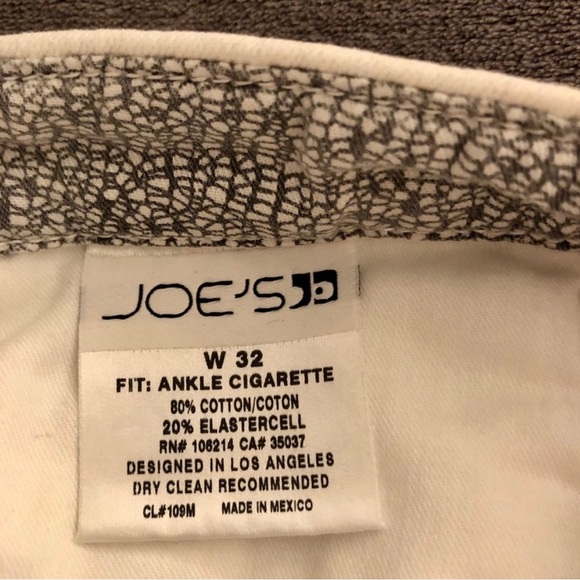 JOE'S
W 32
FIT: ANKLE CIGARETTE
80% COTTON/COTON
20% ELASTERCELL
RN# 106214 CA# 35037
DESIGNED IN LOS ANGELES
DRY CLEAN RECOMMENDED
CL#109M MADE IN MEXICO